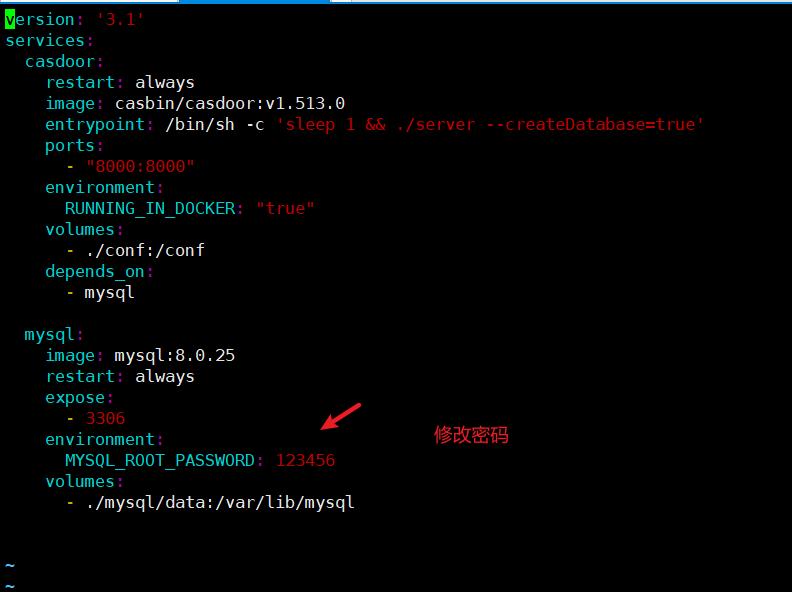 version: '3.1'
services:
  casdoor:
    restart: always
    image: casbin/casdoor:v1.513.0
    entrypoint: /bin/sh -c 'sleep 1 && ./server --createDatabase=true'
    ports:
      - "8000:8000"
    environment:
      RUNNING_IN_DOCKER: "true"
    volumes:
      - ./conf:/conf
    depends_on:
      - mysql

  mysql:
    image: mysql:8.0.25
    restart: always
    expose:
      - 3306
    environment:
修改密码
      MYSQL_ROOT_PASSWORD: 123456
    volumes:
      - ./mysql/data:/var/lib/mysql
~
~